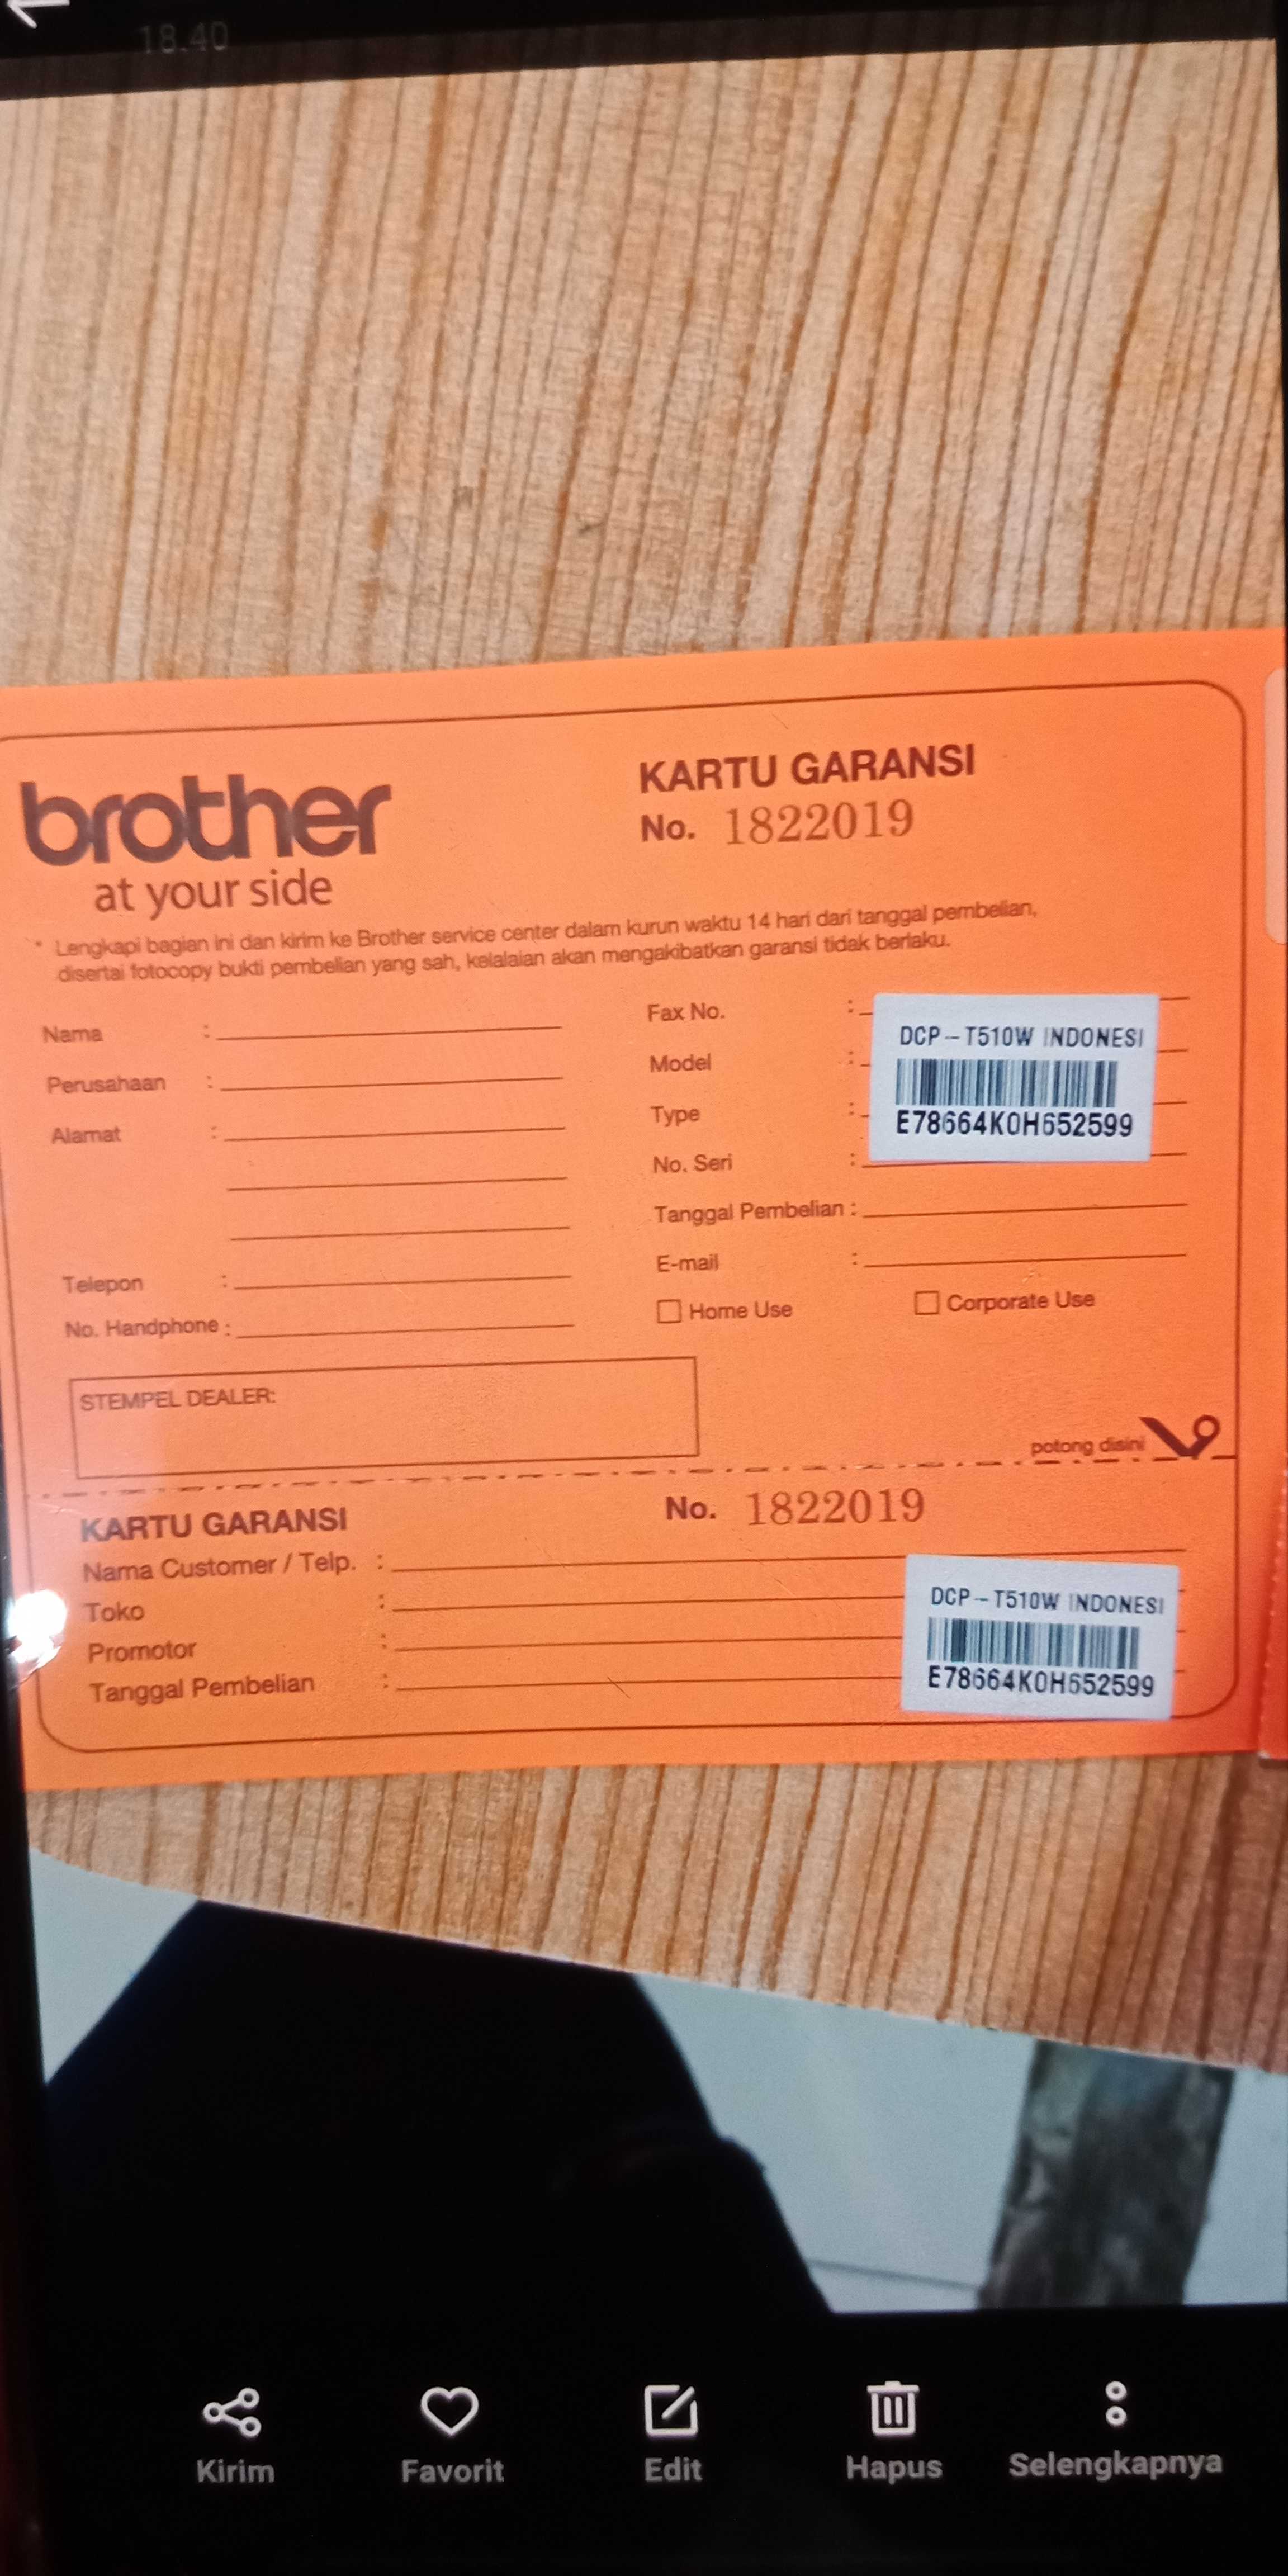 18.40
brother
at your side
KARTU GARANSI
No. 1822019
* Lengkapi bagian ini dan kirim ke Brother service center dalam kurun waktu 14 hari dari tanggal pembelian,
disertai fotocopy bukti pembelian yang sah, kelalaian akan mengakibatkan garansi tidak berlaku.
Nama :
Perusahaan :
Alamat :
Telepon :
No. Handphone :
Fax No. :
Model :
Type :
No. Seri :
Tanggal Pembelian :
E-mail :
DCP-T510W INDONESI
E78664K0H652599
Home Use
Corporate Use
STEMPEL DEALER:
potong disini
KARTU GARANSI
No. 1822019
Nama Customer / Telp. :
Toko :
Promotor :
Tanggal Pembelian :
DCP-T510W INDONESI
E78664K0H652599
Kirim
Favorit
Edit
Hapus
Selengkapnya